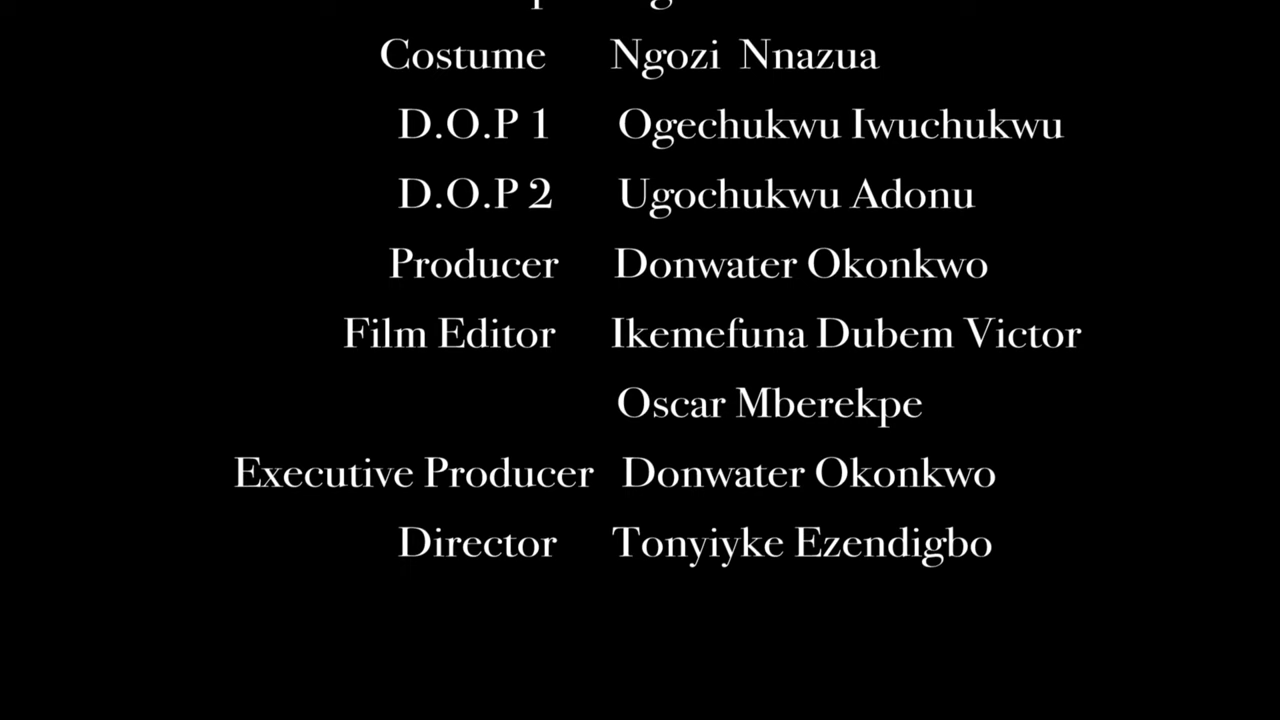 Costume Ngozi Nnazua
D.O.P 1 Ogechukwu Iwuchukwu
D.O.P 2 Ugochukwu Adonu
Producer Donwater Okonkwo
Film Editor Ikemefuna Dubem Victor
Oscar Mberekpe
Executive Producer Donwater Okonkwo
Director Tonyiyke Ezendigbo